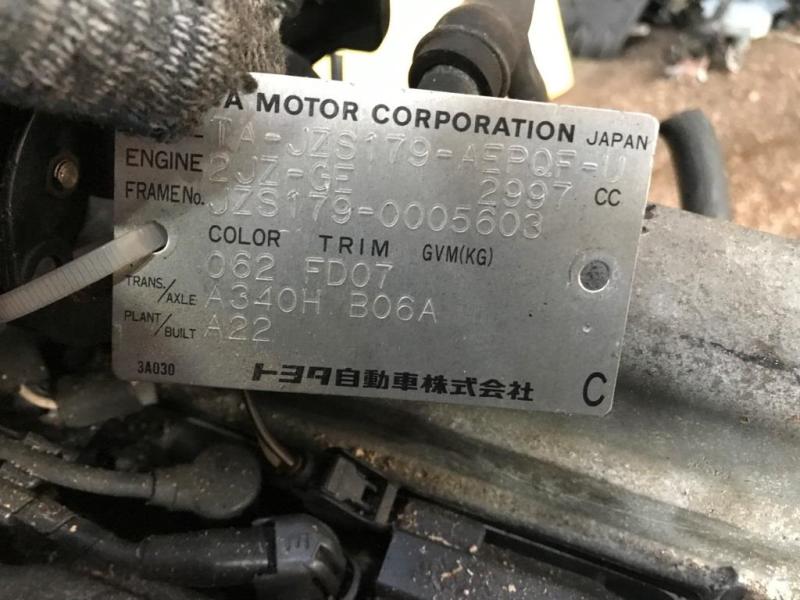 A MOTOR CORPORATION JAPAN
TA-JZS179-AEPQF-U
ENGINE 2JZ-GE 2997 CC
FRAME No. JZS179-0005603
COLOR TRIM GVM(KG)
062 FD07
TRANS./AXLE A340H B06A
PLANT/BUILT A22
3A030 トヨタ自動車株式会社 C